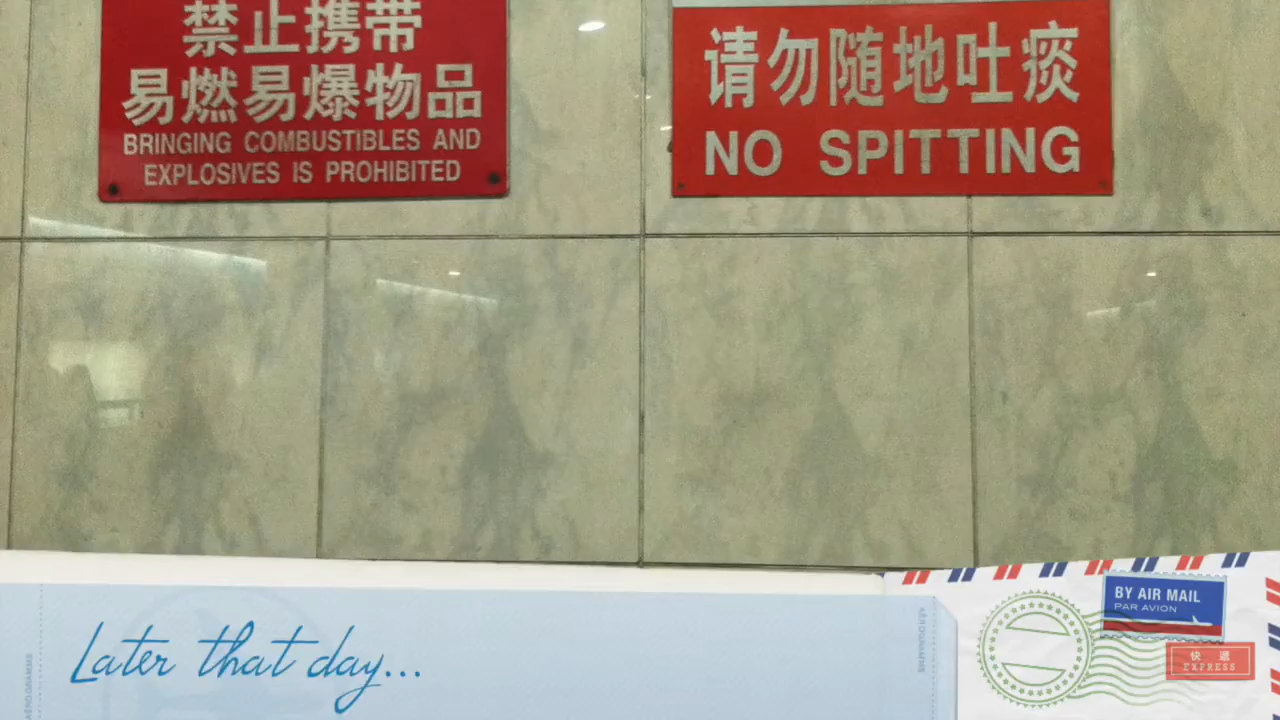 禁止携带
易燃易爆物品
BRINGING COMBUSTIBLES AND
EXPLOSIVES IS PROHIBITED
请勿随地吐痰
NO SPITTING
Later that day...
BY AIR MAIL
PAR AVION
快遞
EXPRESS